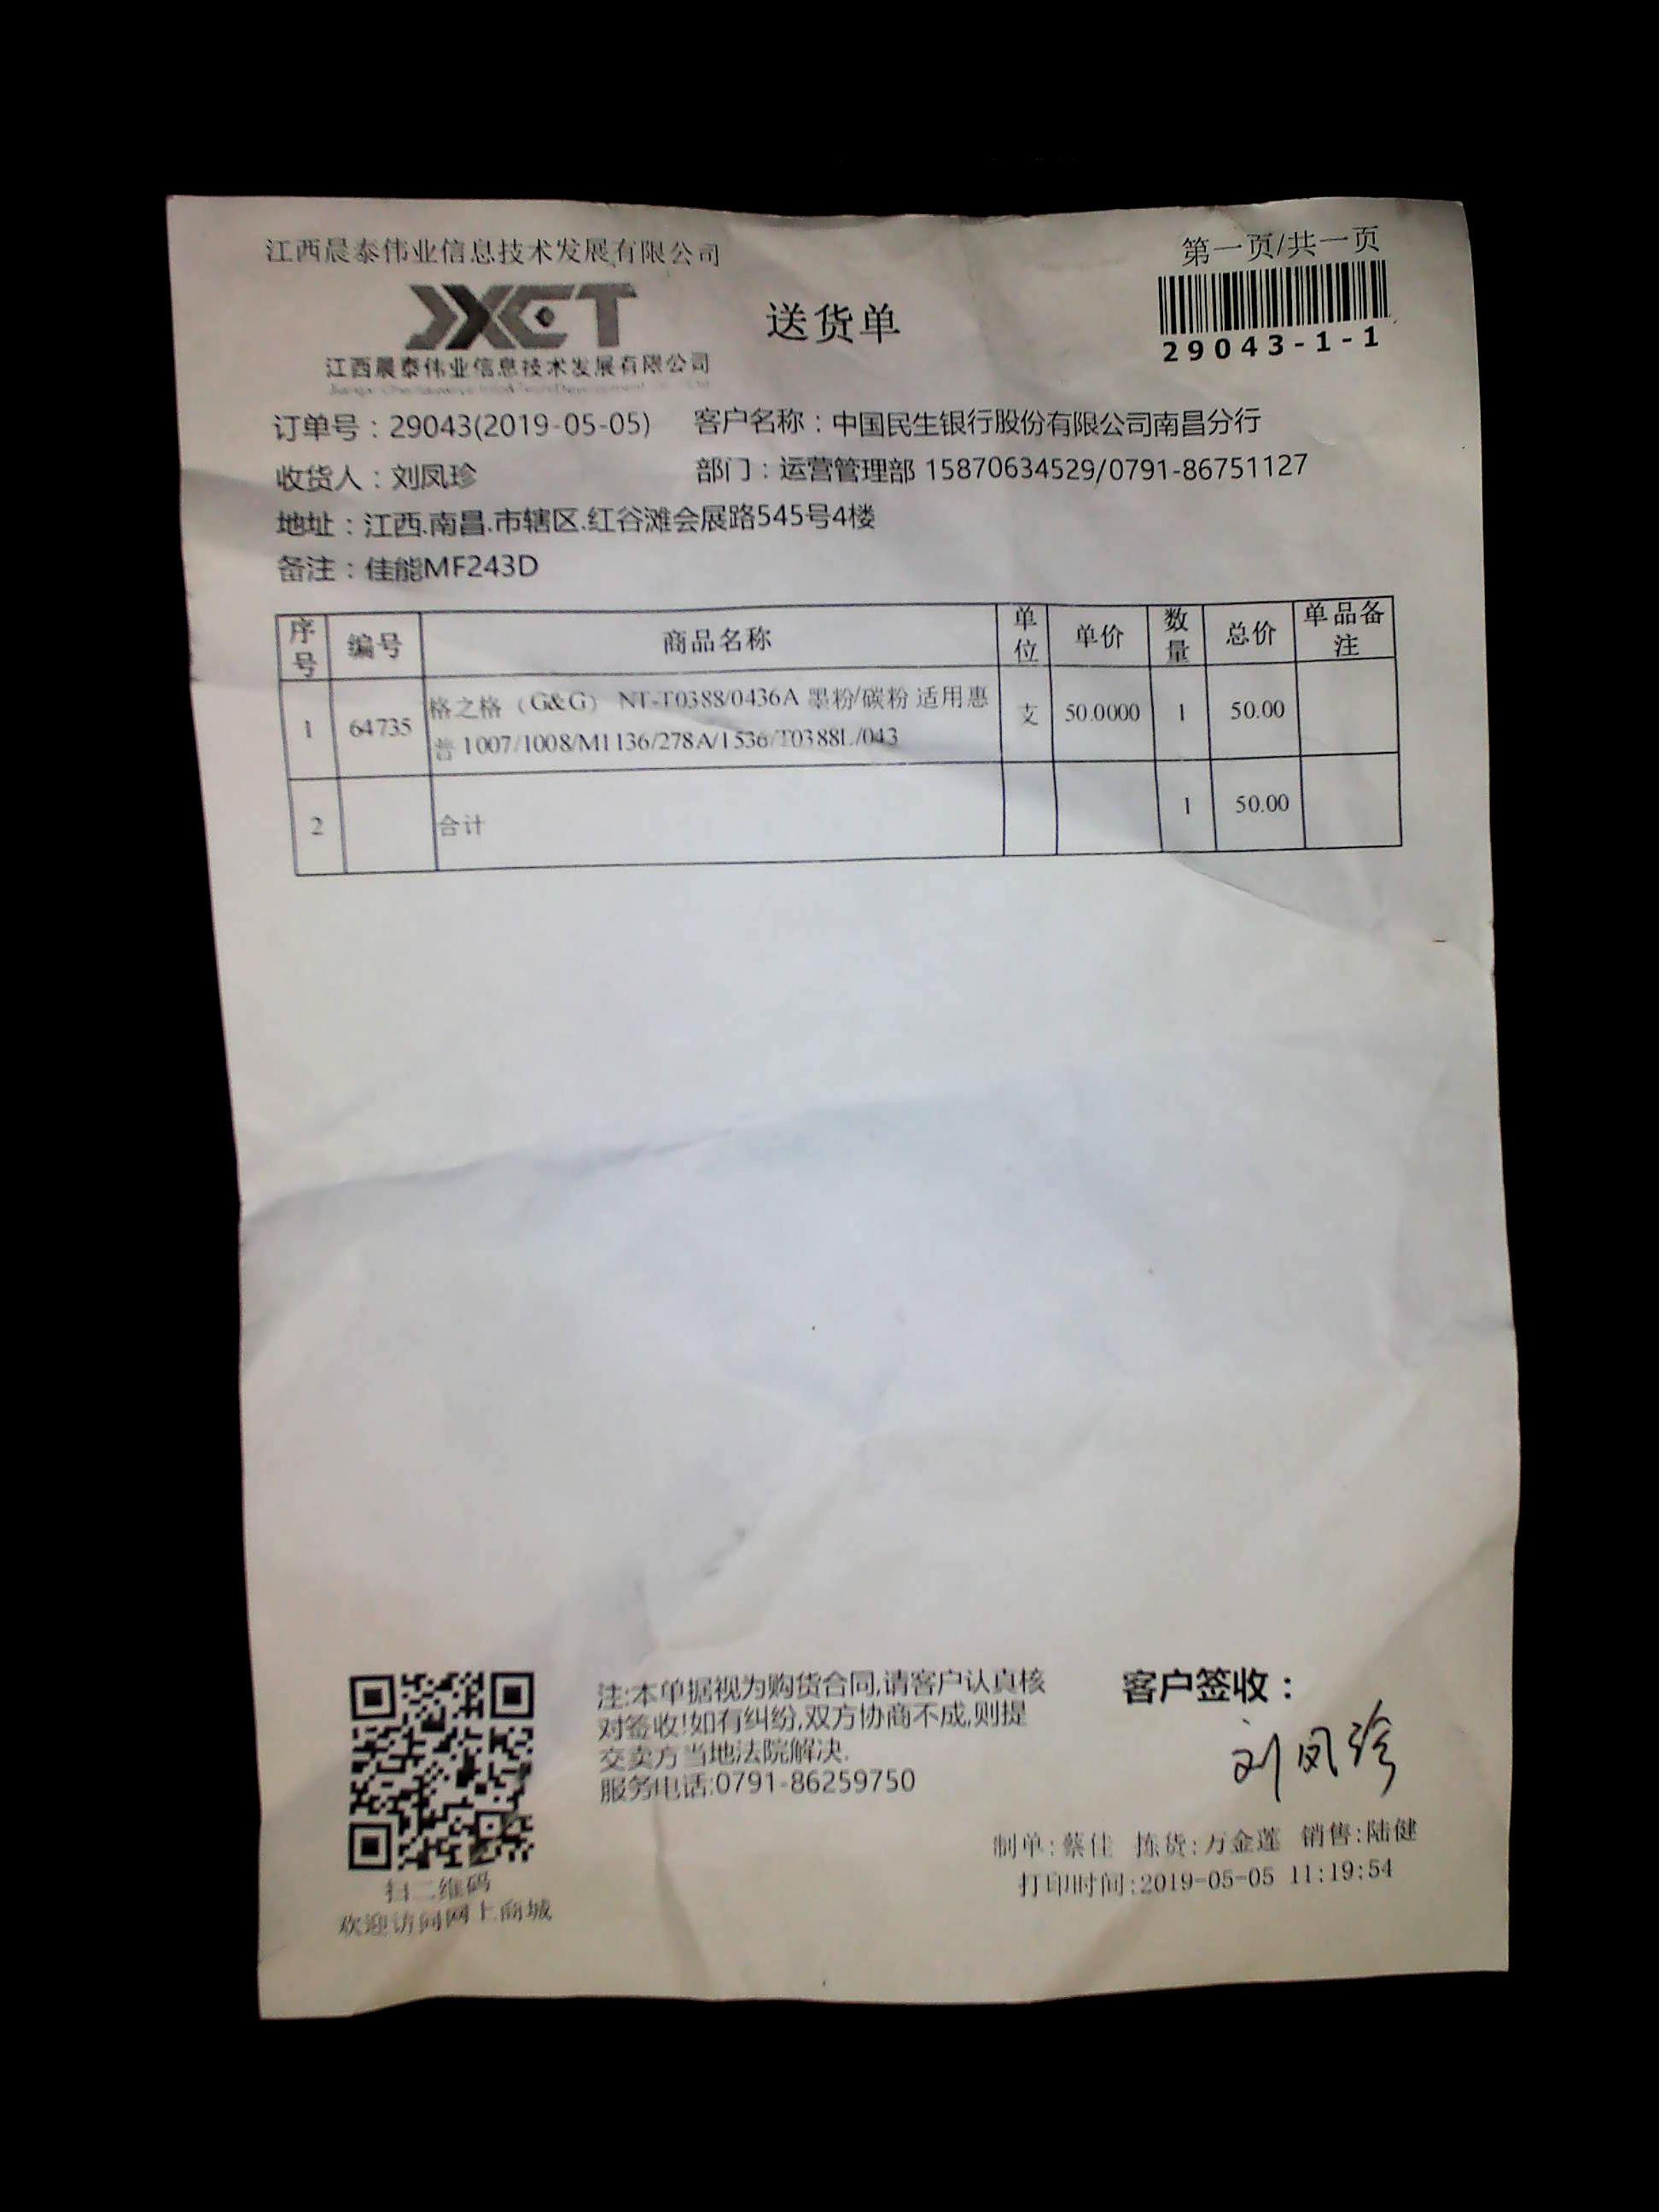 江西晨泰伟业信息技术发展有限公司
第一页/共一页
JXCT
送货单
29043-1-1
江西晨泰伟业信息技术发展有限公司
订单号：29043(2019-05-05) 客户名称：中国民生银行股份有限公司南昌分行
收货人：刘凤珍 部门：运营管理部 15870634529/0791-86751127
地址：江西.南昌.市辖区.红谷滩会展路545号4楼
备注：佳能MF243D
序号 编号 商品名称 单位 单价 数量 总价 单品备注
1 64735 格之格（G&G） NT-T0388/0436A 墨粉/碳粉 适用惠 支 50.0000 1 50.00
普1007/1008/M1136/278A/1536/T0388L/043
2 合计 1 50.00
注:本单据视为购货合同,请客户认真核
对签收!如有纠纷,双方协商不成,则提
交卖方当地法院解决.
服务电话:0791-86259750
客户签收：
刘凤珍
制单:蔡佳 拣货:万金莲 销售:陆健
打印时间:2019-05-05 11:19:54
扫二维码
欢迎访问网上商城